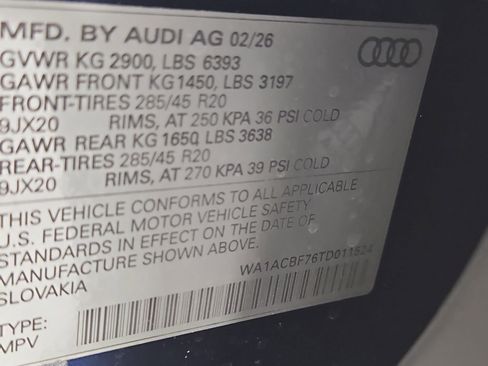 MFD. BY AUDI AG 02/26
GVWR KG 2900, LBS 6393
GAWR FRONT KG 1450, LBS 3197
FRONT-TIRES 285/45 R20
9JX20 RIMS, AT 250 KPA 36 PSI COLD
GAWR REAR KG 1650, LBS 3638
REAR-TIRES 285/45 R20
9JX20 RIMS, AT 270 KPA 39 PSI COLD
THIS VEHICLE CONFORMS TO ALL APPLICABLE
U.S. FEDERAL MOTOR VEHICLE SAFETY
STANDARDS IN EFFECT ON THE DATE OF
MANUFACTURE SHOWN ABOVE.
SLOVAKIA
WA1ACBF76TD011524
TYPE:
MPV